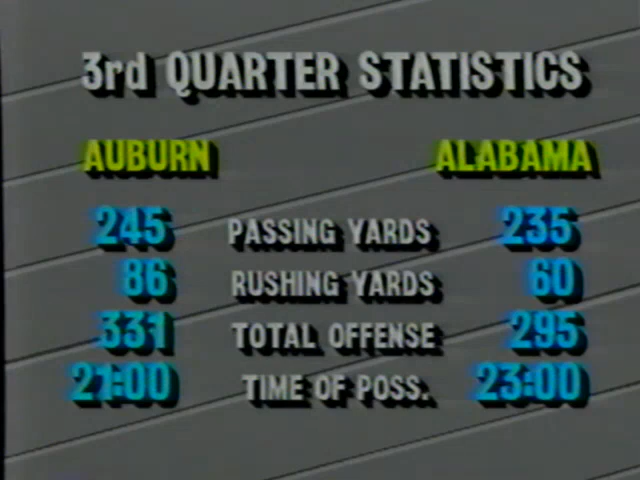 3rd QUARTER STATISTICS
AUBURN ALABAMA
245 PASSING YARDS 235
86 RUSHING YARDS 60
331 TOTAL OFFENSE 295
21:00 TIME OF POSS. 23:00